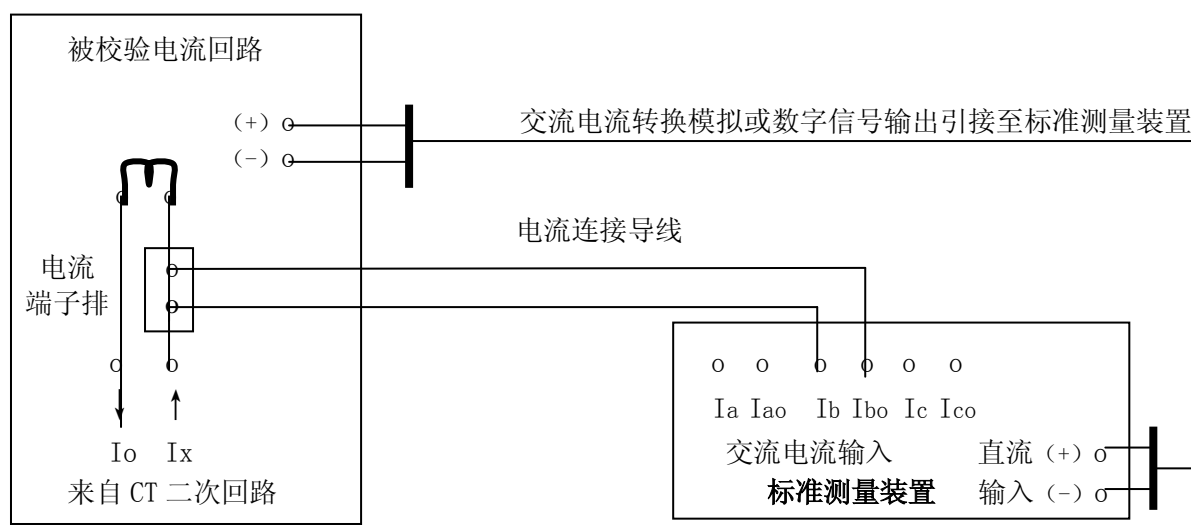 被校验电流回路
(+) o
(-) o
交流电流转换模拟或数字信号输出引接至标准测量装置
o o
电流连接导线
电流
端子排
o
o
o o
Io Ix
来自 CT 二次回路
o o o o o o
Ia Iao Ib Ibo Ic Ico
交流电流输入 直流 (+) o
标准测量装置 输入 (-) o